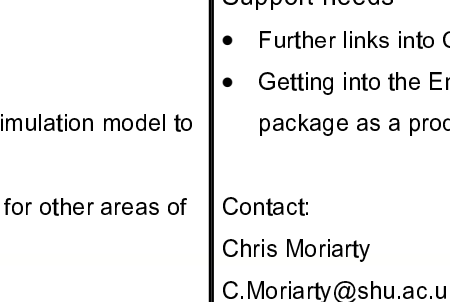 imulation model to
for other areas of
Support needs
• Further links into
• Getting into the
package as a
Contact:
Chris Moriarty
C.Moriarty@shu.ac.u